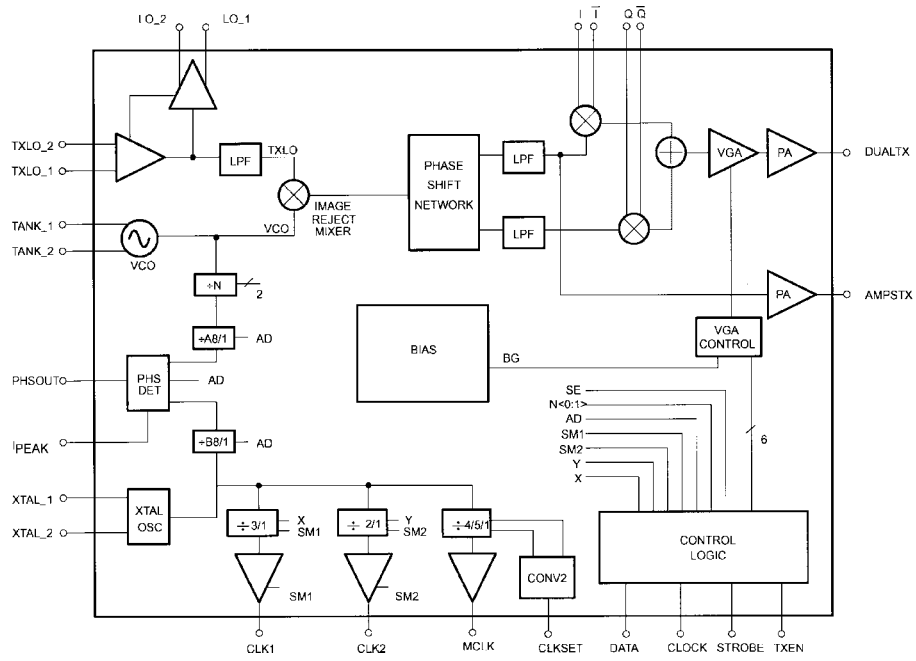 LO_2 LO_1
I Ī Q Q̄
TXLO_2
TXLO_1
LPF
TXLO
IMAGE
REJECT
MIXER
VCO
TANK_1
TANK_2
VCO
PHASE
SHIFT
NETWORK
LPF
LPF
VGA
PA
DUALTX
PA
AMPSTX
÷N
2
÷A8/1
AD
PHSOUT
PHS
DET
AD
IPEAK
÷B8/1
AD
BIAS
BG
VGA
CONTROL
SE
N<0:1>
AD
SM1
SM2
Y
X
6
XTAL_1
XTAL_2
XTAL
OSC
÷3/1
X
SM1
÷ 2/1
Y
SM2
÷4/5/1
CONV2
CONTROL
LOGIC
SM1
SM2
CLK1
CLK2
MCLK
CLKSET
DATA
CLOCK
STROBE
TXEN